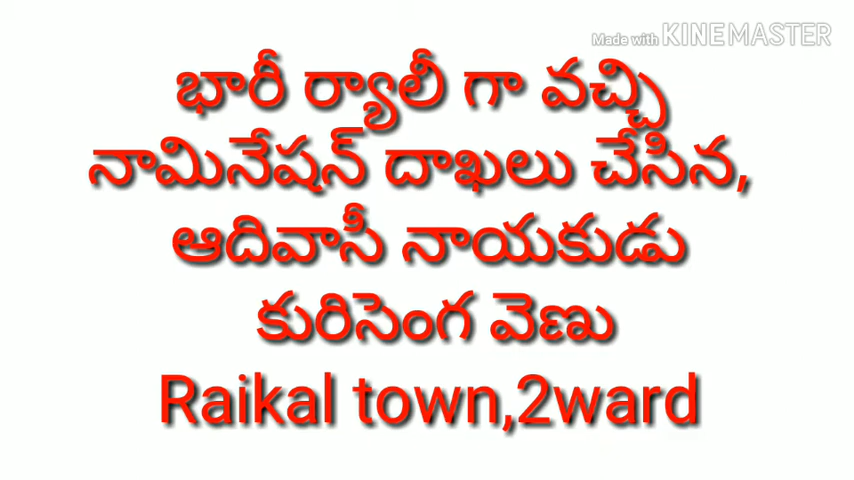 Made with KINEMASTER
భారీ ర్యాలీ గా వచ్చి
నామినేషన్ దాఖలు చేసిన,
ఆదివాసీ నాయకుడు
కురిసెంగ వెణు
Raikal town,2ward